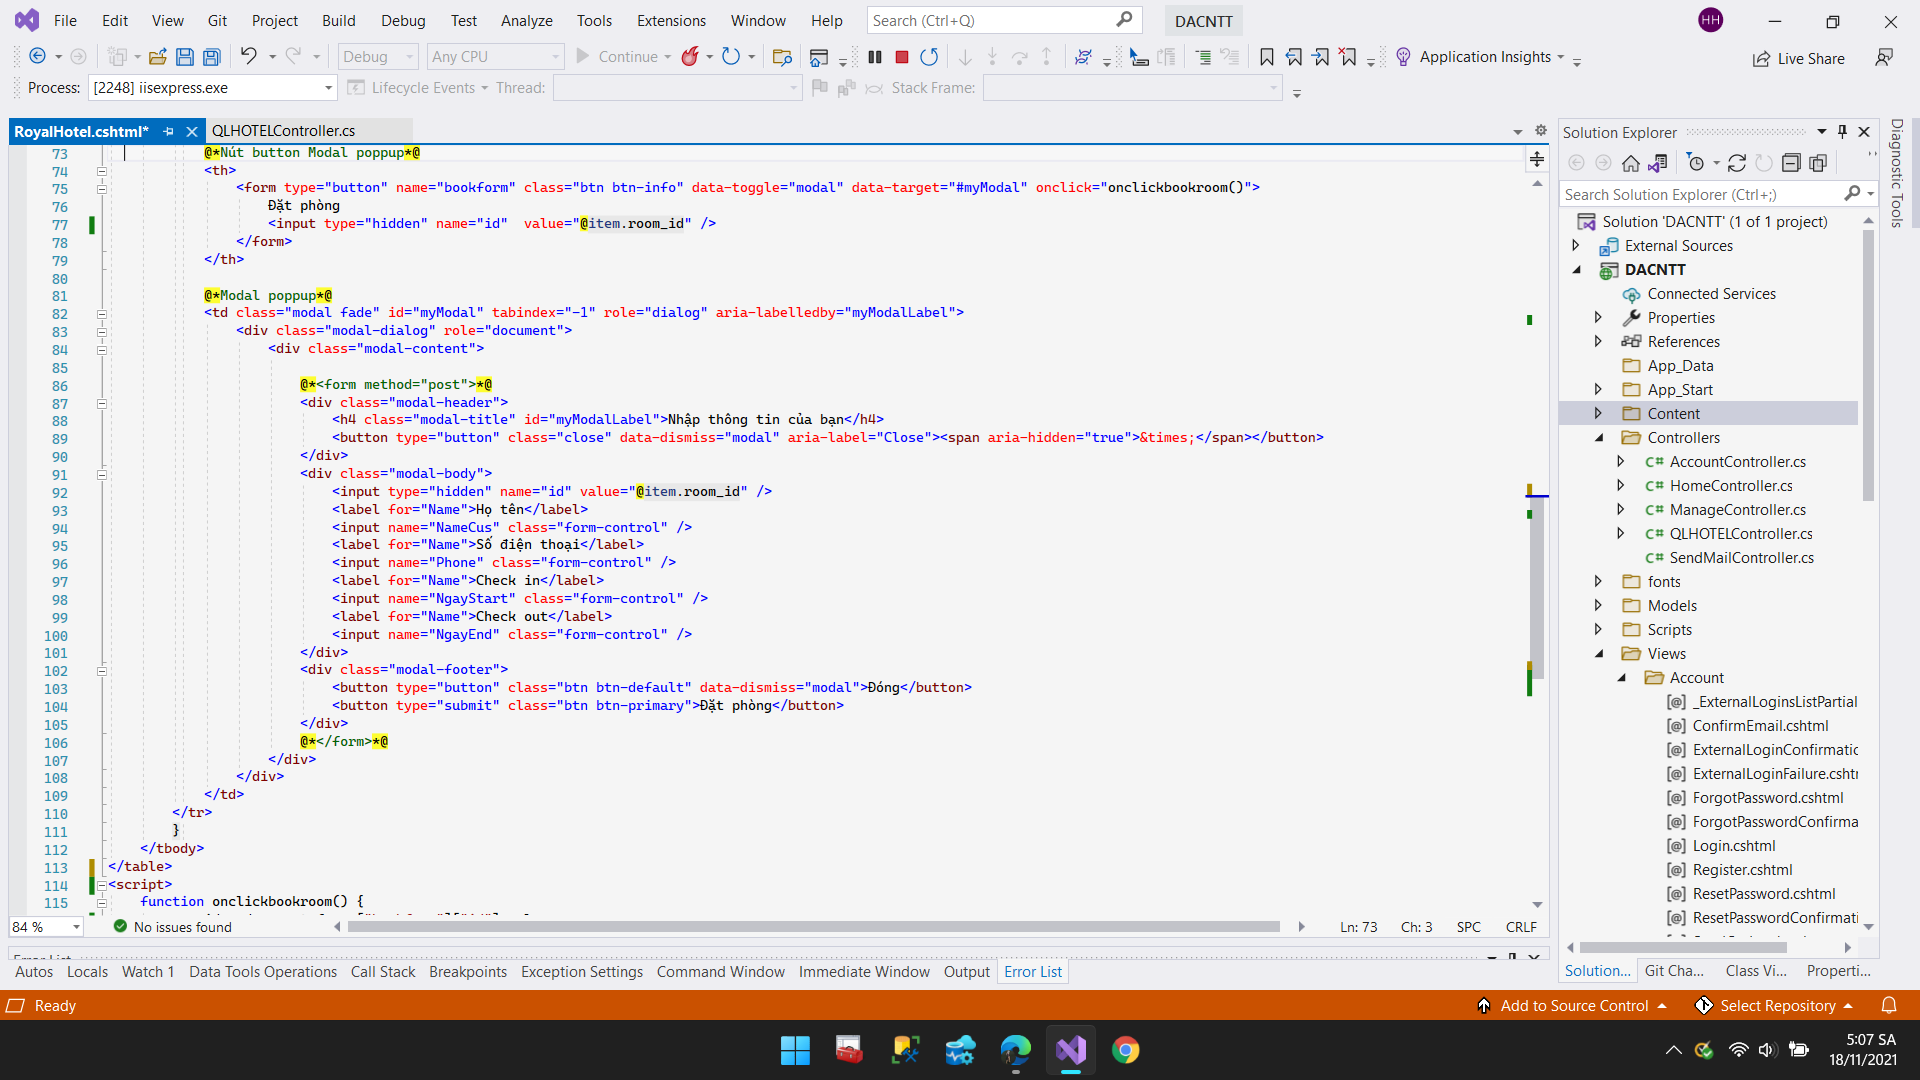 File Edit View Git Project Build Debug Test Analyze Tools Extensions Window Help Search (Ctrl+Q) DACNTT HH
Debug Any CPU Continue Application Insights Live Share
Process: [2248] iisexpress.exe Lifecycle Events Thread: Stack Frame:
RoyalHotel.cshtml* QLHOTELController.cs
73 @*Nút button Modal poppup*@
74 <th>
75 <form type="button" name="bookform" class="btn btn-info" data-toggle="modal" data-target="#myModal" onclick="onclickbookroom()">
76 Đặt phòng
77 <input type="hidden" name="id" value="@item.room_id" />
78 </form>
79 </th>
80
81 @*Modal poppup*@
82 <td class="modal fade" id="myModal" tabindex="-1" role="dialog" aria-labelledby="myModalLabel">
83 <div class="modal-dialog" role="document">
84 <div class="modal-content">
85
86 @*<form method="post">*@
87 <div class="modal-header">
88 <h4 class="modal-title" id="myModalLabel">Nhập thông tin của bạn</h4>
89 <button type="button" class="close" data-dismiss="modal" aria-label="Close"><span aria-hidden="true">&times;</span></button>
90 </div>
91 <div class="modal-body">
92 <input type="hidden" name="id" value="@item.room_id" />
93 <label for="Name">Họ tên</label>
94 <input name="NameCus" class="form-control" />
95 <label for="Name">Số điện thoại</label>
96 <input name="Phone" class="form-control" />
97 <label for="Name">Check in</label>
98 <input name="NgayStart" class="form-control" />
99 <label for="Name">Check out</label>
100 <input name="NgayEnd" class="form-control" />
101 </div>
102 <div class="modal-footer">
103 <button type="button" class="btn btn-default" data-dismiss="modal">Đóng</button>
104 <button type="submit" class="btn btn-primary">Đặt phòng</button>
105 </div>
106 @*</form>*@
107 </div>
108 </div>
109 </td>
110 </tr>
111 }
112 </tbody>
113 </table>
114 <script>
115 function onclickbookroom() {
84 % No issues found Ln: 73 Ch: 3 SPC CRLF
Autos Locals Watch 1 Data Tools Operations Call Stack Breakpoints Exception Settings Command Window Immediate Window Output Error List
Solution Explorer
Search Solution Explorer (Ctrl+;)
Solution 'DACNTT' (1 of 1 project)
External Sources
DACNTT
Connected Services
Properties
References
App_Data
App_Start
Content
Controllers
C# AccountController.cs
C# HomeController.cs
C# ManageController.cs
C# QLHOTELController.cs
C# SendMailController.cs
fonts
Models
Scripts
Views
Account
[@] _ExternalLoginsListPartial
[@] ConfirmEmail.cshtml
[@] ExternalLoginConfirmatic
[@] ExternalLoginFailure.cshtr
[@] ForgotPassword.cshtml
[@] ForgotPasswordConfirma
[@] Login.cshtml
[@] Register.cshtml
[@] ResetPassword.cshtml
[@] ResetPasswordConfirmati
Solution... Git Cha... Class Vi... Properti...
Diagnostic Tools
Ready Add to Source Control Select Repository
5:07 SA
18/11/2021